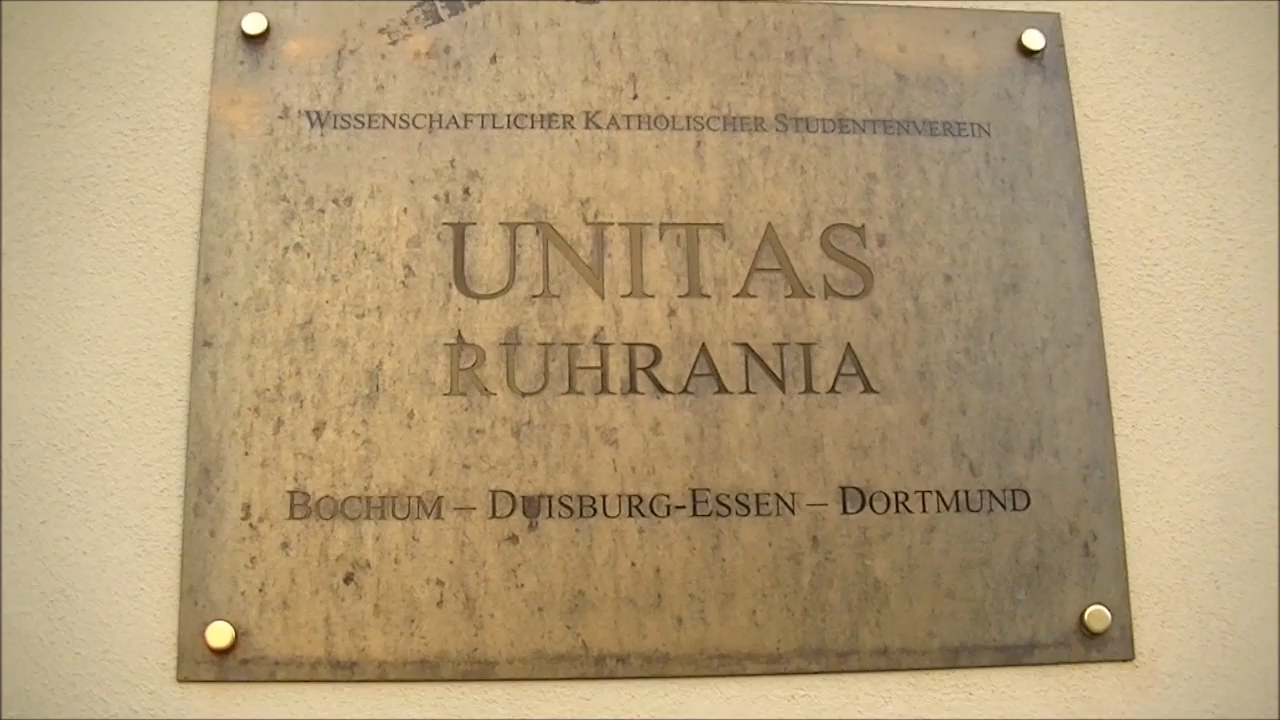 WISSENSCHAFTLICHER KATHOLISCHER STUDENTENVEREIN
UNITAS
RUHRANIA
BOCHUM – DUISBURG-ESSEN – DORTMUND